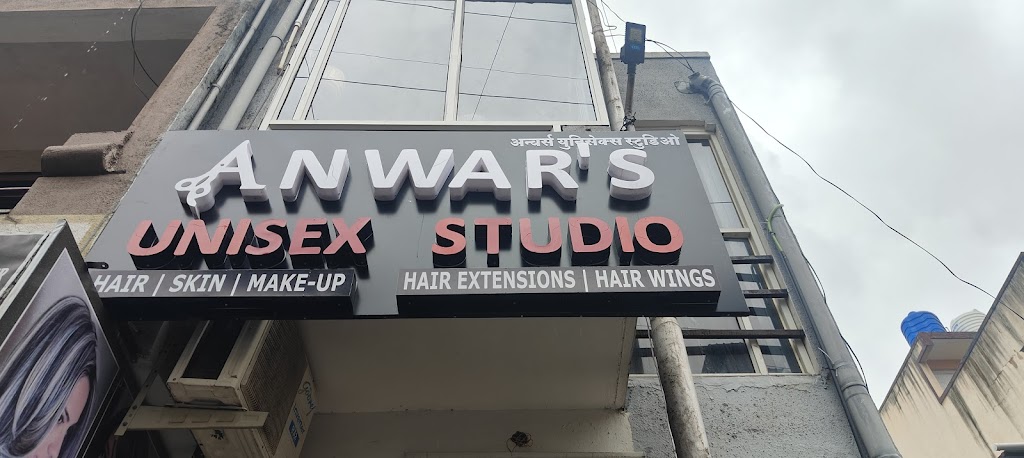 अन्वर्स युनिसेक्स स्टुडिओ
ANWAR'S
UNISEX STUDIO
HAIR | SKIN | MAKE-UP
HAIR EXTENSIONS | HAIR WINGS